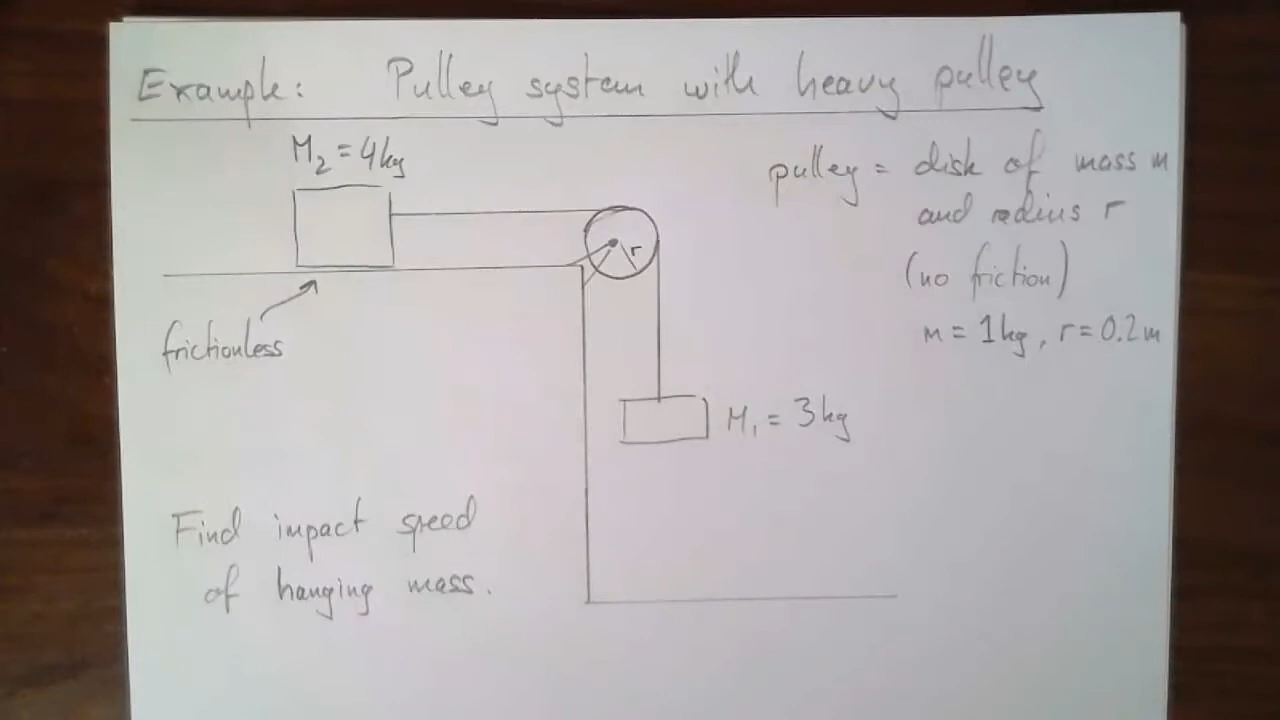 Example: Pulley system with heavy pulley
M₂ = 4kg
pulley = disk of mass m
and radius r
(no friction)
m = 1kg, r = 0.2m
r
frictionless
M₁ = 3kg
Find impact speed
of hanging mass.